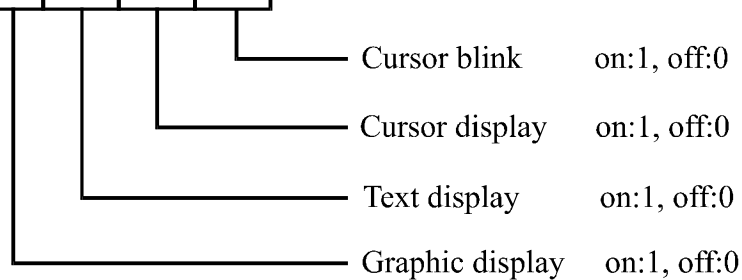 Cursor blink on:1, off:0
Cursor display on:1, off:0
Text display on:1, off:0
Graphic display on:1, off:0